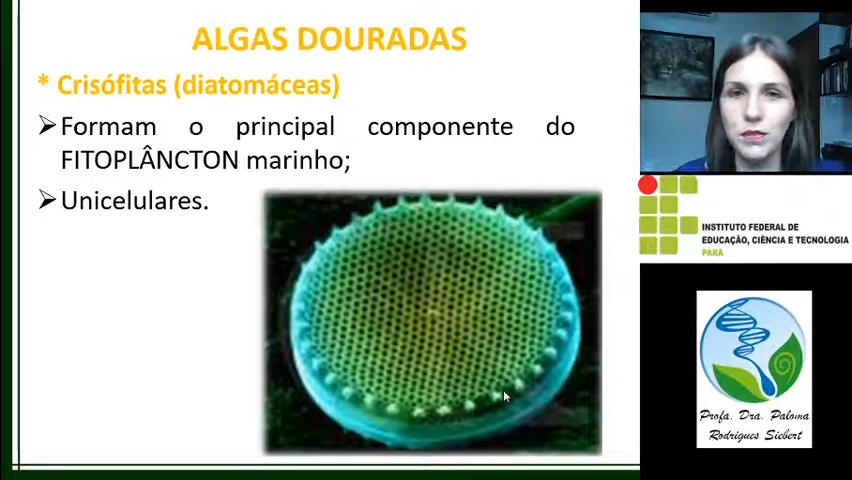 ALGAS DOURADAS
* Crisófitas (diatomáceas)
➢Formam o principal componente do
FITOPLÂNCTON marinho;
➢Unicelulares.
INSTITUTO FEDERAL DE
EDUCAÇÃO, CIÊNCIA E TECNOLOGIA
PARÁ
Profa. Dra. Paloma
Rodrigues Siebert